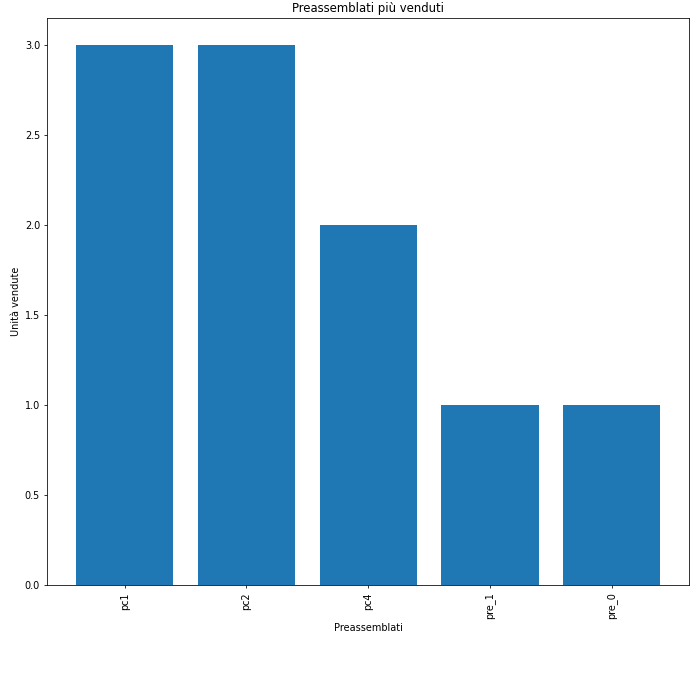 Preassemblati più venduti
Unità vendute
3.0
2.5
2.0
1.5
1.0
0.5
0.0
pc1
pc2
pc4
pre_1
pre_0
Preassemblati